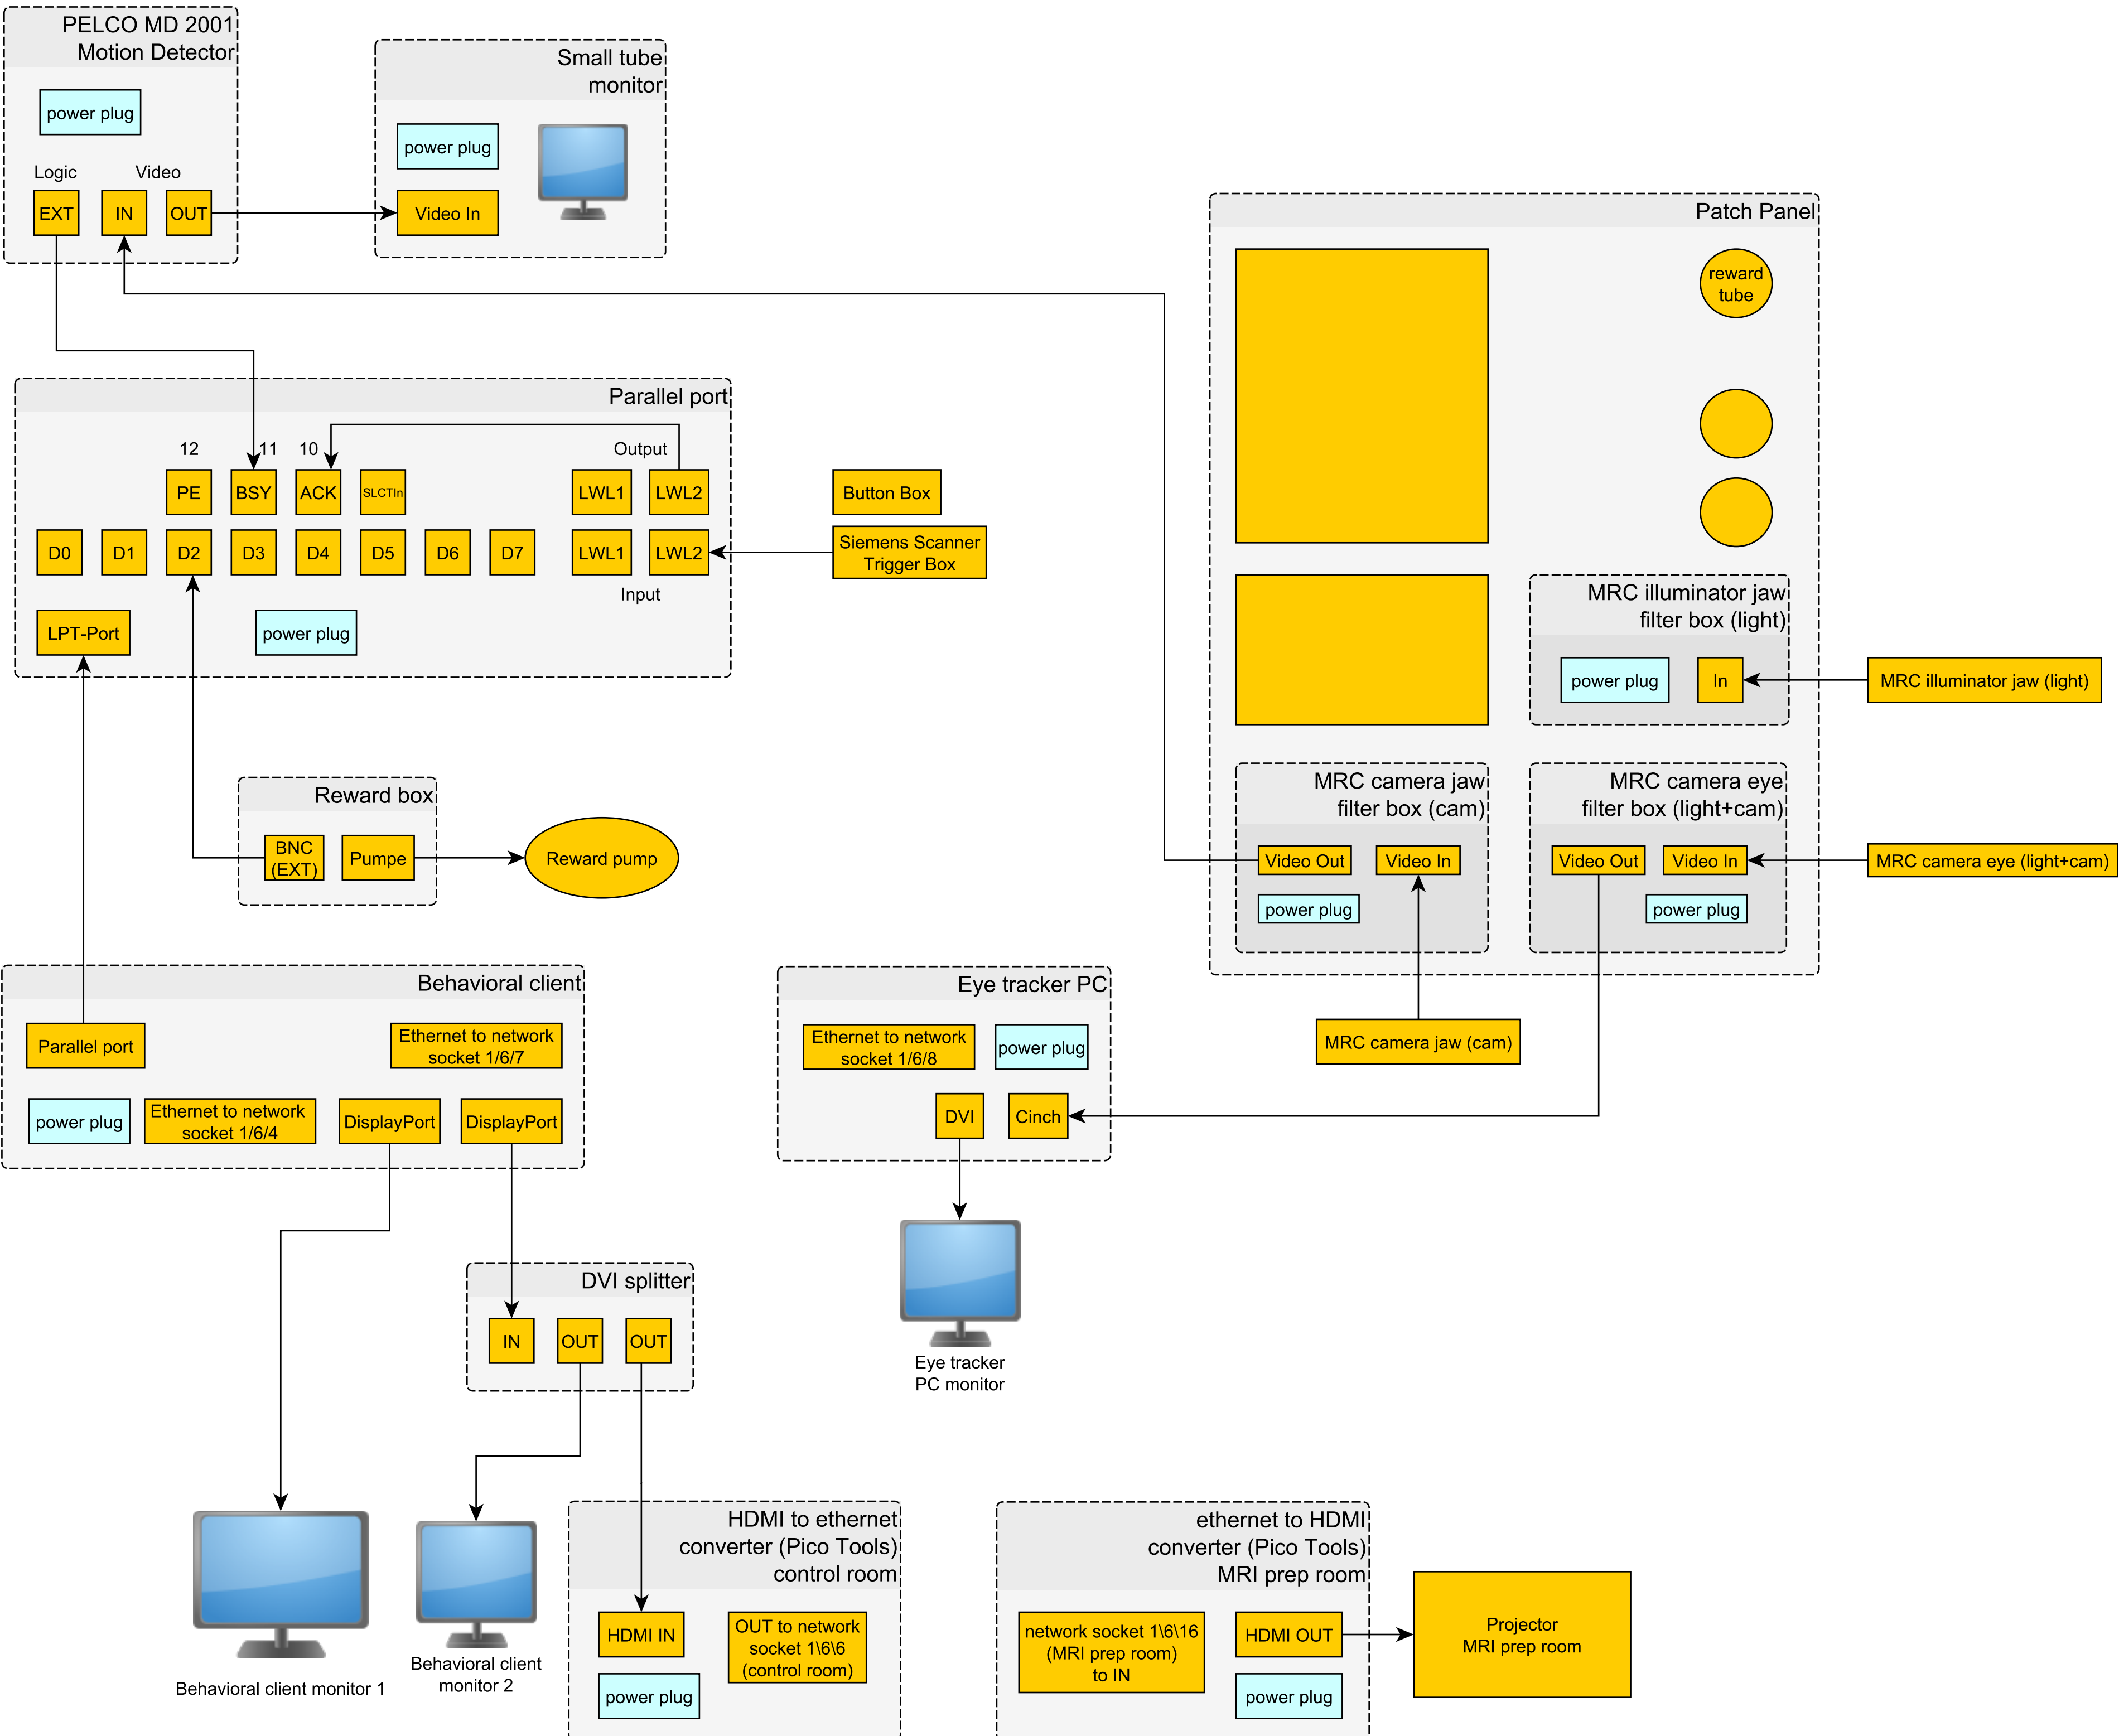 PELCO MD 2001
Motion Detector
power plug
Logic
Video
EXT
IN
OUT
Small tube
monitor
power plug
Video In
Patch Panel
reward
tube
MRC illuminator jaw
filter box (light)
power plug
In
MRC illuminator jaw (light)
MRC camera jaw
filter box (cam)
Video Out
Video In
power plug
MRC camera eye
filter box (light+cam)
Video Out
Video In
power plug
MRC camera eye (light+cam)
MRC camera jaw (cam)
Parallel port
12
11
10
Output
PE
BSY
ACK
SLCTIn
LWL1
LWL2
D0
D1
D2
D3
D4
D5
D6
D7
LWL1
LWL2
Input
LPT-Port
power plug
Button Box
Siemens Scanner
Trigger Box
Reward box
BNC
(EXT)
Pumpe
Reward pump
Behavioral client
Parallel port
Ethernet to network
socket 1/6/7
power plug
Ethernet to network
socket 1/6/4
DisplayPort
DisplayPort
Eye tracker PC
Ethernet to network
socket 1/6/8
power plug
DVI
Cinch
Eye tracker
PC monitor
DVI splitter
IN
OUT
OUT
Behavioral client monitor 1
Behavioral client
monitor 2
HDMI to ethernet
converter (Pico Tools)
control room
HDMI IN
OUT to network
socket 1\6\6
(control room)
power plug
ethernet to HDMI
converter (Pico Tools)
MRI prep room
network socket 1\6\16
(MRI prep room)
to IN
HDMI OUT
power plug
Projector
MRI prep room